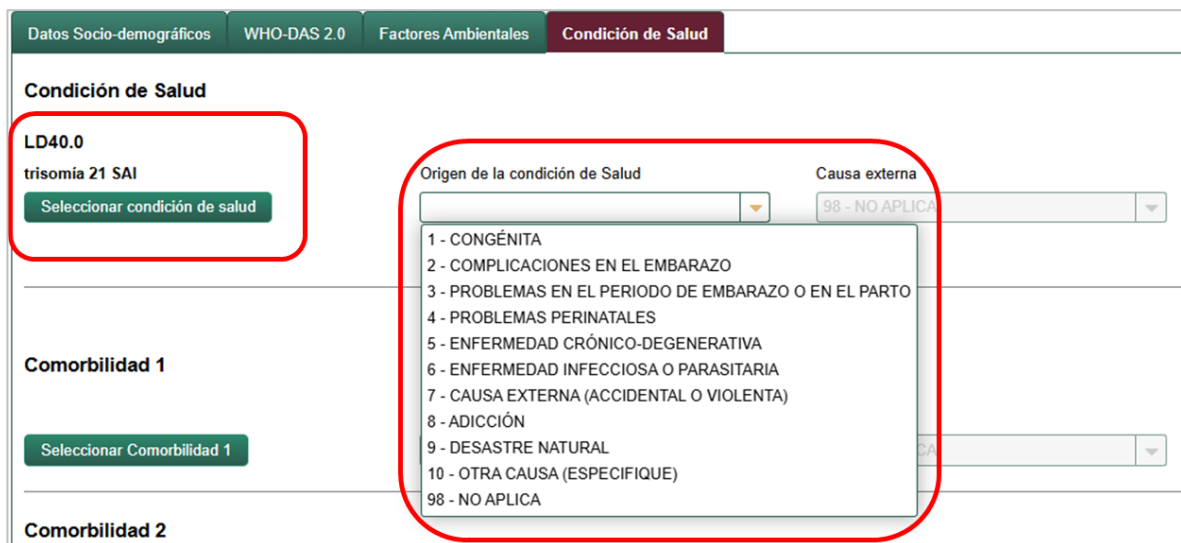 Datos Socio-demográficos WHO-DAS 2.0 Factores Ambientales Condición de Salud
Condición de Salud
LD40.0
trisomía 21 SAI
Seleccionar condición de salud
Origen de la condición de Salud
Causa externa
98 - NO APLICA
1 - CONGÉNITA
2 - COMPLICACIONES EN EL EMBARAZO
3 - PROBLEMAS EN EL PERIODO DE EMBARAZO O EN EL PARTO
4 - PROBLEMAS PERINATALES
5 - ENFERMEDAD CRÓNICO-DEGENERATIVA
6 - ENFERMEDAD INFECCIOSA O PARASITARIA
7 - CAUSA EXTERNA (ACCIDENTAL O VIOLENTA)
8 - ADICCIÓN
9 - DESASTRE NATURAL
10 - OTRA CAUSA (ESPECIFIQUE)
98 - NO APLICA
Comorbilidad 1
Seleccionar Comorbilidad 1
Comorbilidad 2